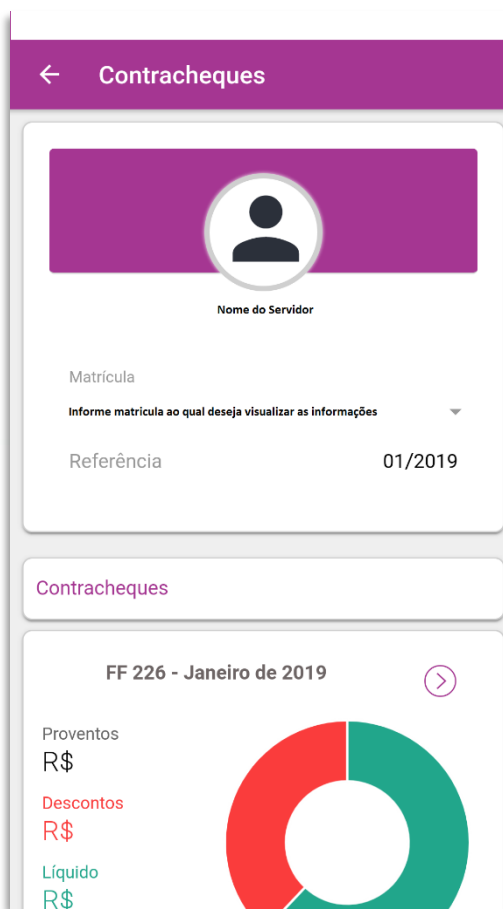 Contracheques
Nome do Servidor
Matrícula
Informe matricula ao qual deseja visualizar as informações
Referência 01/2019
Contracheques
FF 226 - Janeiro de 2019
Proventos
R$
Descontos
R$
Líquido
R$